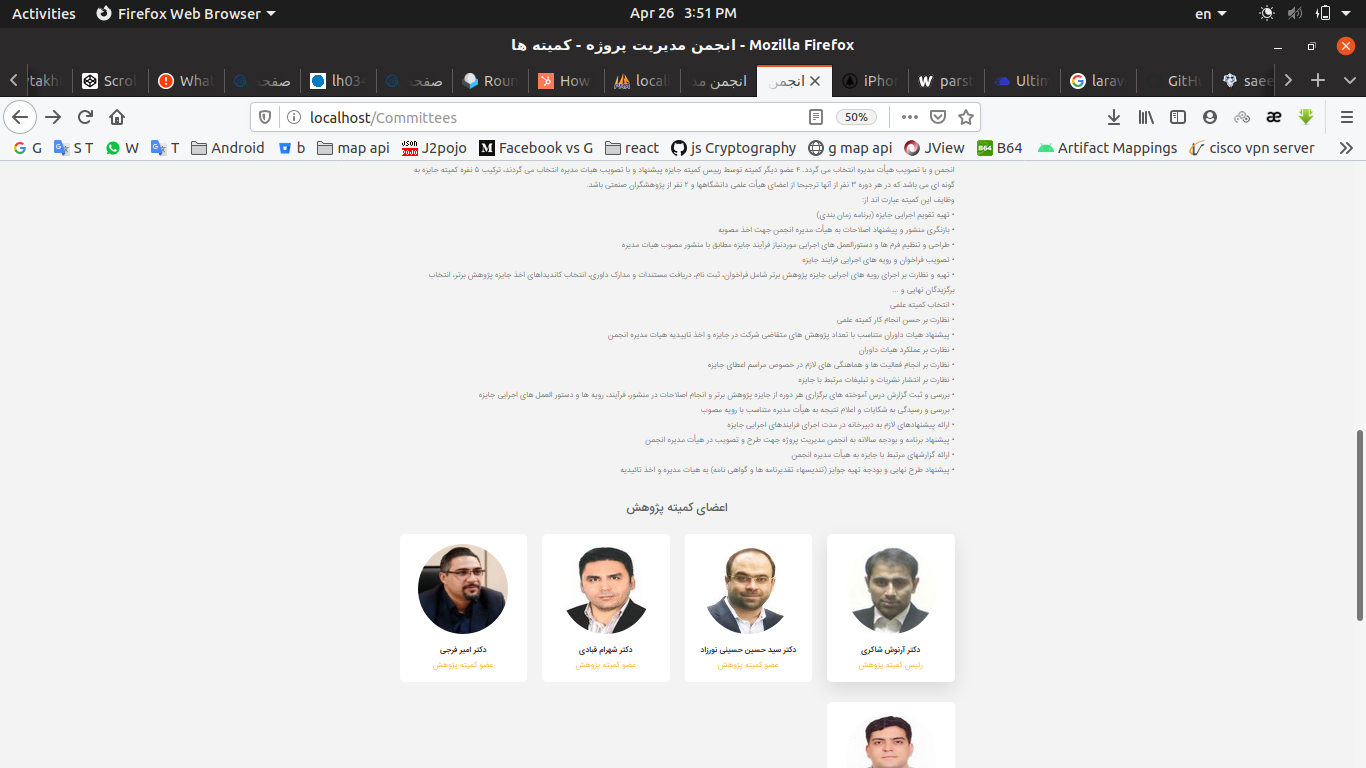 Activities Firefox Web Browser Apr 26 3:51 PM en
انجمن مدیریت پروژه - کمیته ها - Mozilla Firefox
takh Scrol What صفحه lh03- صفحه Roun How local انجمن مد انجمن iPhor parst Ultim larav GitHu saee
localhost/Committees 50%
G S T W T Android b map api J2pojo Facebook vs G react js Cryptography g map api JView B64 Artifact Mappings cisco vpn server
انجمن و با تصویب هیأت مدیره انتخاب می گردد. ۴ عضو دیگر کمیته توسط رییس کمیته جایزه پیشنهاد و با تصویب هیات مدیره انتخاب می گردند، ترکیب ۵ نفره کمیته جایزه به
گونه ای می باشد که در هر دوره ۳ نفر از آنها ترجیحا از اعضای هیأت علمی دانشگاهها و ۲ نفر از پژوهشگران صنعتی باشد.
وظایف این کمیته عبارت اند از:
• تهیه تقویم اجرایی جایزه (برنامه زمان بندی)
• بازنگری منشور و پیشنهاد اصلاحات به هیأت مدیره انجمن جهت اخذ مصوبه
• طراحی و تنظیم فرم ها و دستورالعمل های اجرایی موردنیاز فرآیند جایزه مطابق با منشور مصوب هیات مدیره
• تصویب فراخوان و رویه های اجرایی فرایند جایزه
• تهیه و نظارت بر اجرای رویه های اجرایی جایزه پژوهش برتر شامل فراخوان، ثبت نام، دریافت مستندات و مدارک داوری، انتخاب کاندیداهای اخذ جایزه پژوهش برتر، انتخاب
برگزیدگان نهایی و ...
• انتخاب کمیته علمی
• نظارت بر حسن انجام کار کمیته علمی
• پیشنهاد هیات داوران متناسب با تعداد پژوهش های متقاضی شرکت در جایزه و اخذ تاییدیه هیات مدیره انجمن
• نظارت بر عملکرد هیات داوران
• نظارت بر انجام فعالیت ها و هماهنگی های لازم در خصوص مراسم اعطای جایزه
• نظارت بر انتشار نشریات و تبلیغات مرتبط با جایزه
• بررسی و ثبت گزارش درس آموخته های برگزاری هر دوره از جایزه پژوهش برتر و انجام اصلاحات در منشور، فرآیند، رویه ها و دستور العمل های اجرایی جایزه
• بررسی و رسیدگی به شکایات و اعلام نتیجه به هیأت مدیره متناسب با رویه مصوب
• ارائه پیشنهادهای لازم به دبیرخانه در مدت اجرای فرایندهای اجرایی جایزه
• پیشنهاد برنامه و بودجه سالانه به انجمن مدیریت پروژه جهت طرح و تصویب در هیأت مدیره انجمن
• ارائه گزارشهای مرتبط با جایزه به هیأت مدیره انجمن
• پیشنهاد طرح نهایی و بودجه تهیه جوایز (تندیسهاء تقدیرنامه ها و گواهی نامه) به هیات مدیره و اخذ تائیدیه
اعضای کمیته پژوهش
دکتر آرنوش شاکری دکتر سید حسین حسینی نورزاد دکتر شهرام قبادی دکتر امیر فرجی
رئیس کمیته پژوهش عضو کمیته پژوهش عضو کمیته پژوهش عضو کمیته پژوهش